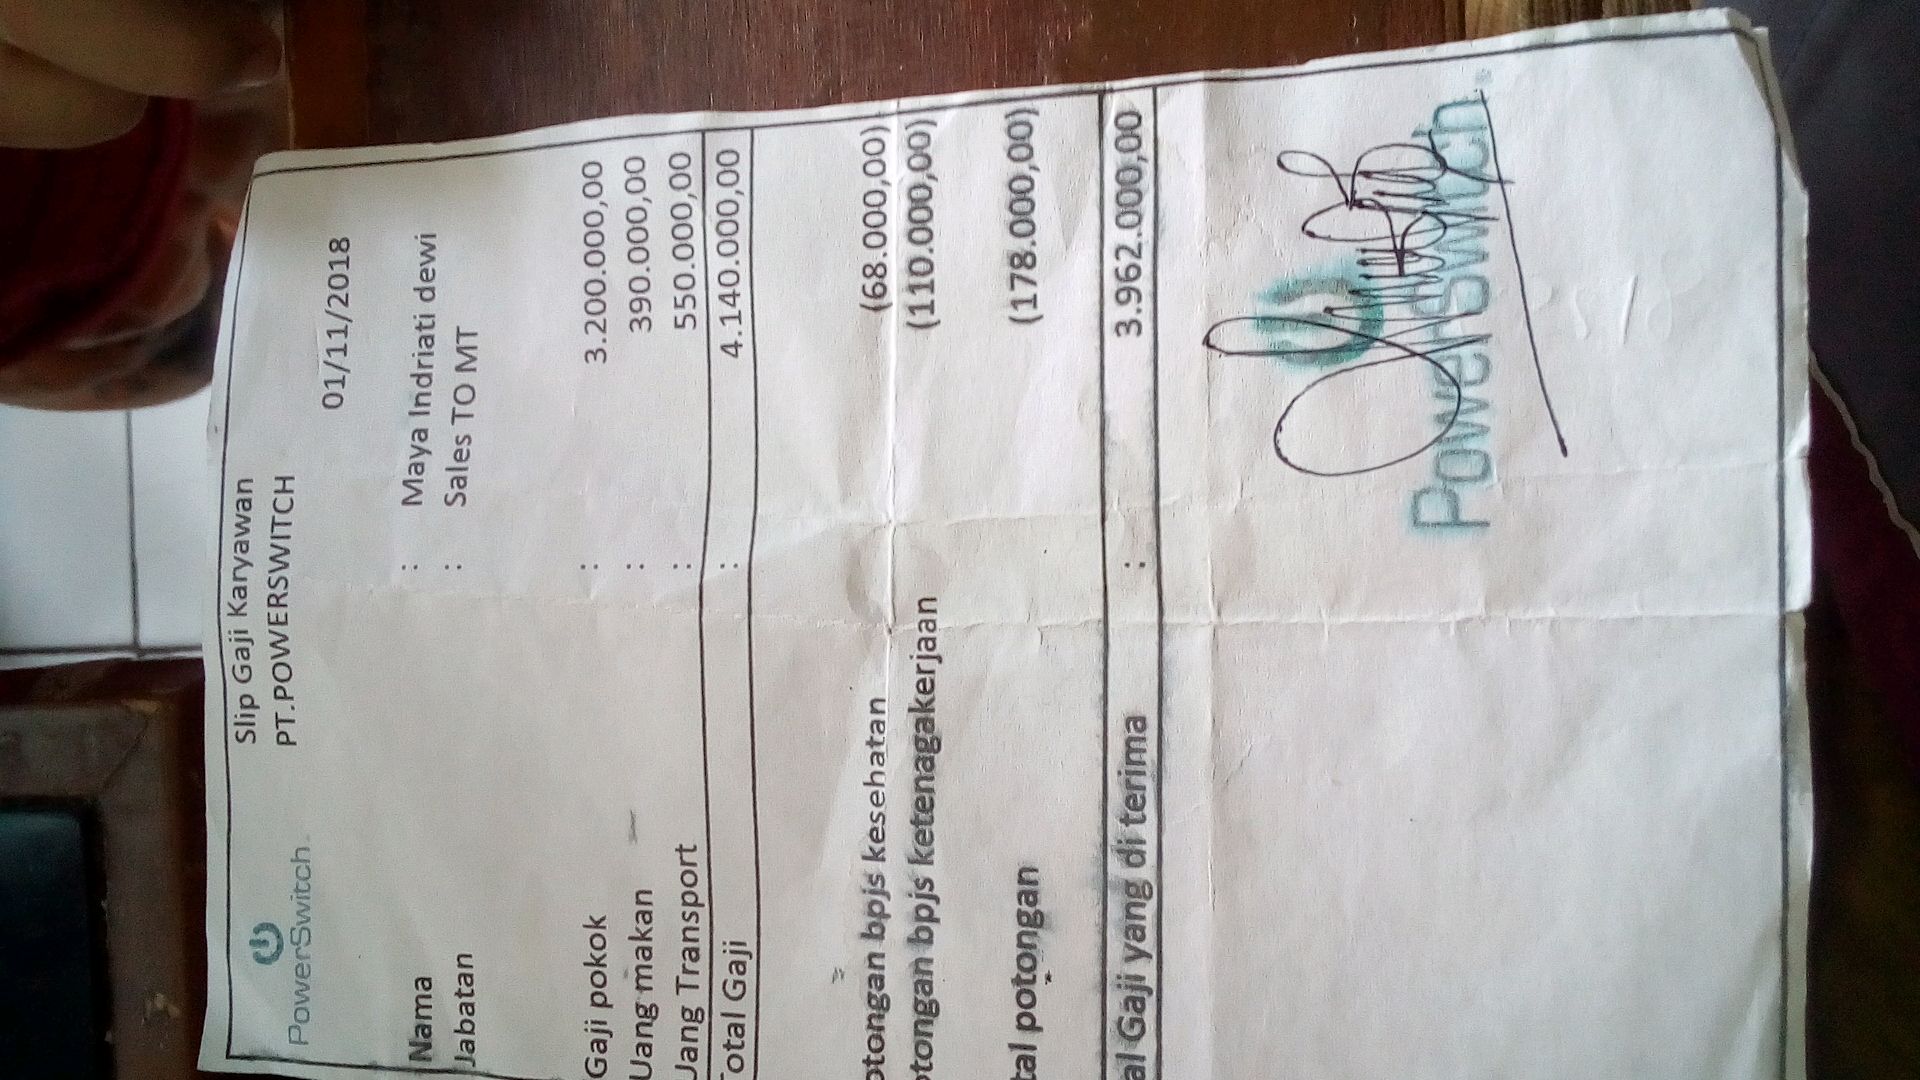 Slip Gaji Karyawan
PowerSwitch PT.POWERSWITCH
01/11/2018
Nama : Maya Indriati dewi
Jabatan : Sales TO MT
Gaji pokok : 3.200.000,00
Uang makan : 390.000,00
Uang Transport : 550.000,00
Total Gaji : 4.140.000,00
otongan bpjs kesehatan (68.000,00)
otongan bpjs ketenagakerjaan (110.000,00)
tal potongan (178.000,00)
al Gaji yang di terima : 3.962.000,00
PowerSwitch